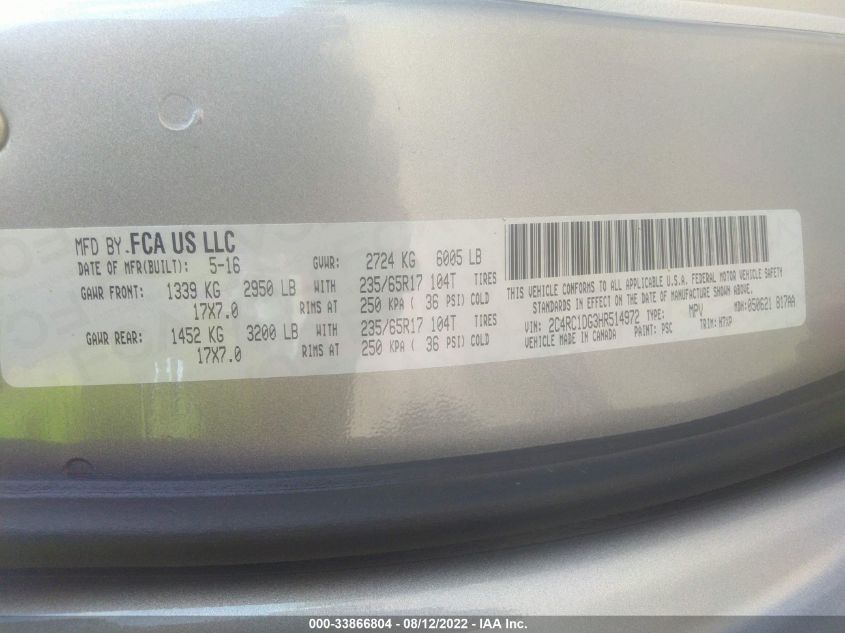 MFD BY. FCA US LLC
DATE OF MFR(BUILT): 5-16 GVWR: 2724 KG 6005 LB
GAWR FRONT: 1339 KG 2950 LB WITH 235/65R17 104T TIRES
17X7.0 RIMS AT 250 KPA ( 36 PSI) COLD
GAWR REAR: 1452 KG 3200 LB WITH 235/65R17 104T TIRES
17X7.0 RIMS AT 250 KPA ( 36 PSI) COLD
THIS VEHICLE CONFORMS TO ALL APPLICABLE U.S.A. FEDERAL MOTOR VEHICLE SAFETY
STANDARDS IN EFFECT ON THE DATE OF MANUFACTURE SHOWN ABOVE.
VIN: 2C4RC1DG3HR514972 TYPE: MPV MDH: 050621 817AA
VEHICLE MADE IN CANADA PAINT: PSC TRIM:
000-33866804 - 08/12/2022 - IAA Inc.